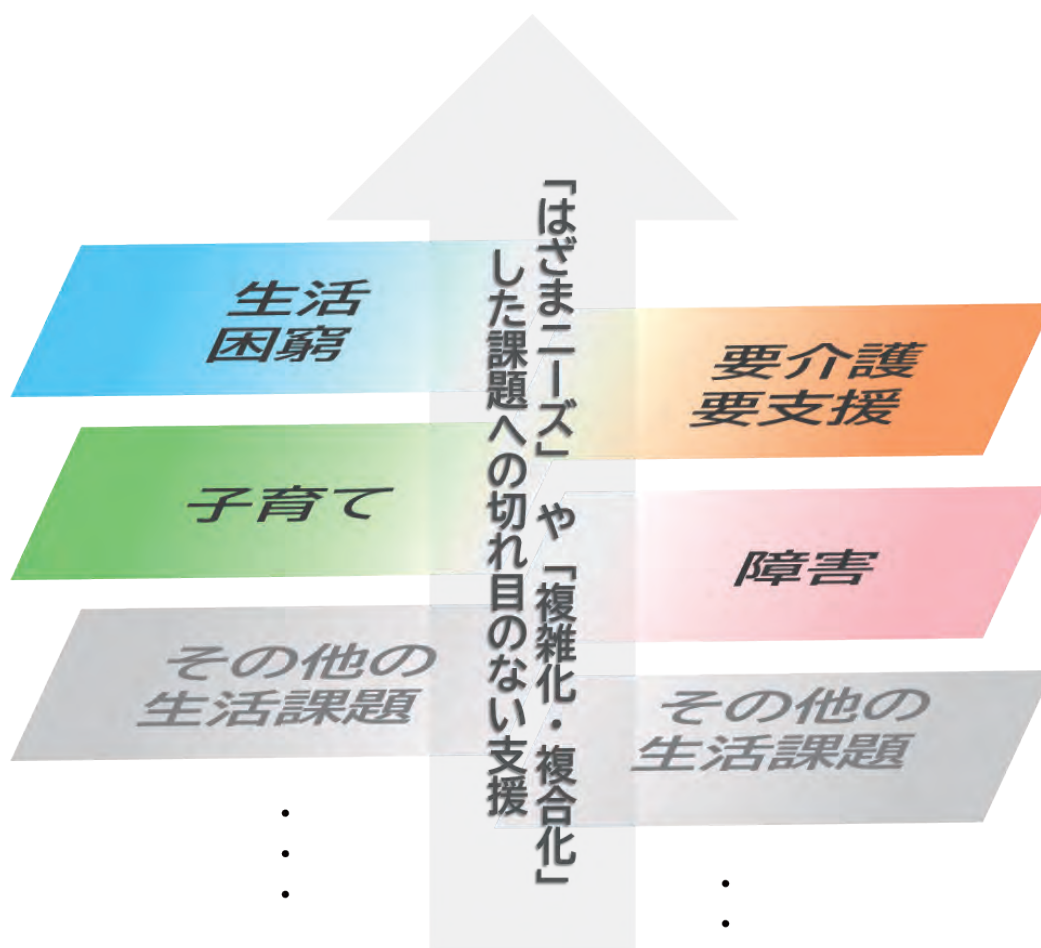 「はざまニーズ」や「複雑化・複合化」
した課題への切れ目のない支援
生活
困窮
要介護
要支援
子育て
障害
その他の
生活課題
その他の
生活課題